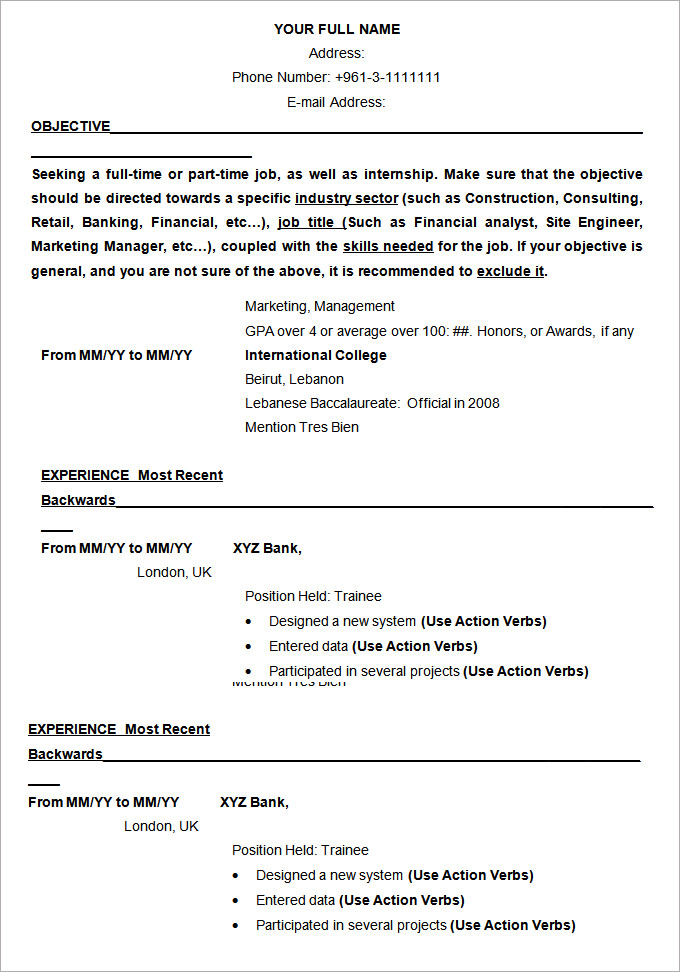 YOUR FULL NAME
Address:
Phone Number: +961-3-1111111
E-mail Address:
OBJECTIVE
Seeking a full-time or part-time job, as well as internship. Make sure that the objective
should be directed towards a specific industry sector (such as Construction, Consulting,
Retail, Banking, Financial, etc...), job title (Such as Financial analyst, Site Engineer,
Marketing Manager, etc...), coupled with the skills needed for the job. If your objective is
general, and you are not sure of the above, it is recommended to exclude it.
Marketing, Management
GPA over 4 or average over 100: ##. Honors, or Awards, if any
From MM/YY to MM/YY International College
Beirut, Lebanon
Lebanese Baccalaureate: Official in 2008
Mention Tres Bien
EXPERIENCE Most Recent
Backwards
From MM/YY to MM/YY XYZ Bank,
London, UK
Position Held: Trainee
• Designed a new system (Use Action Verbs)
• Entered data (Use Action Verbs)
• Participated in several projects (Use Action Verbs)
Mention Tres Bien
EXPERIENCE Most Recent
Backwards
From MM/YY to MM/YY XYZ Bank,
London, UK
Position Held: Trainee
• Designed a new system (Use Action Verbs)
• Entered data (Use Action Verbs)
• Participated in several projects (Use Action Verbs)